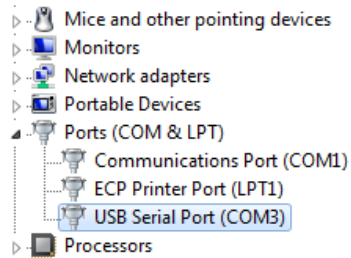 Mice and other pointing devices
Monitors
Network adapters
Portable Devices
Ports (COM & LPT)
Communications Port (COM1)
ECP Printer Port (LPT1)
USB Serial Port (COM3)
Processors